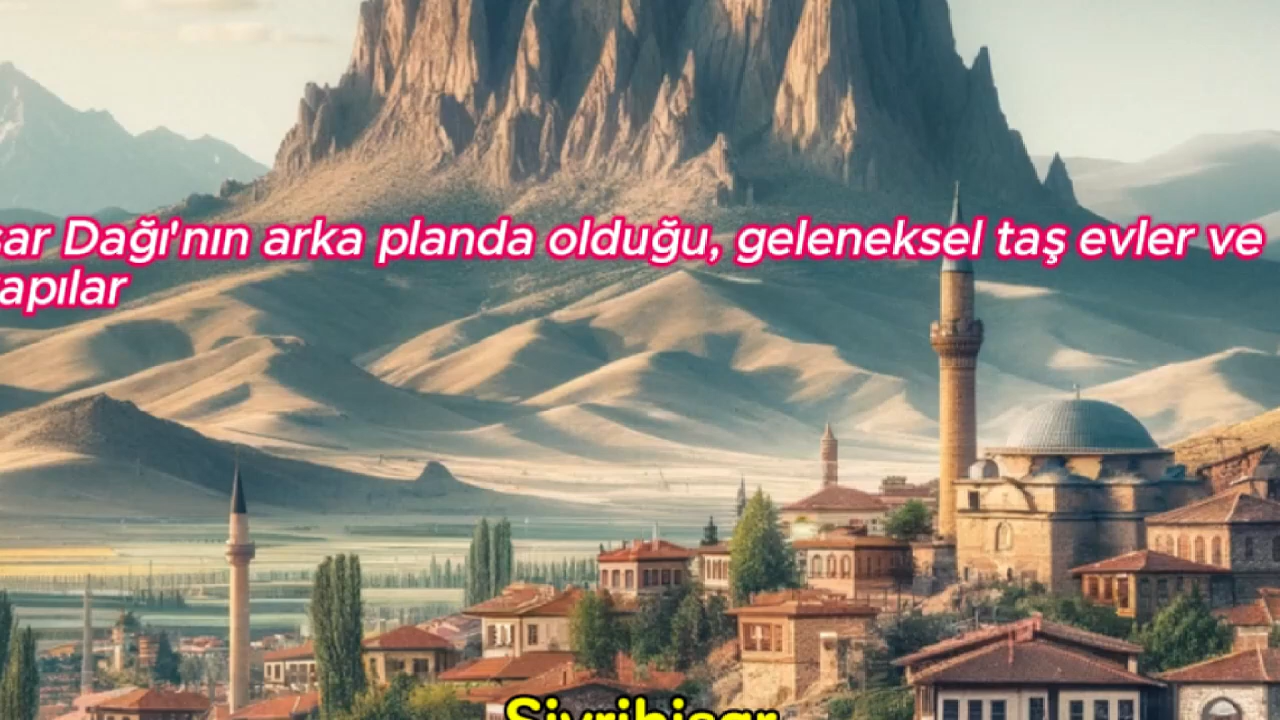 sar Dağı'nın arka planda olduğu, geleneksel taş evler ve
apılar
Sivrihisar